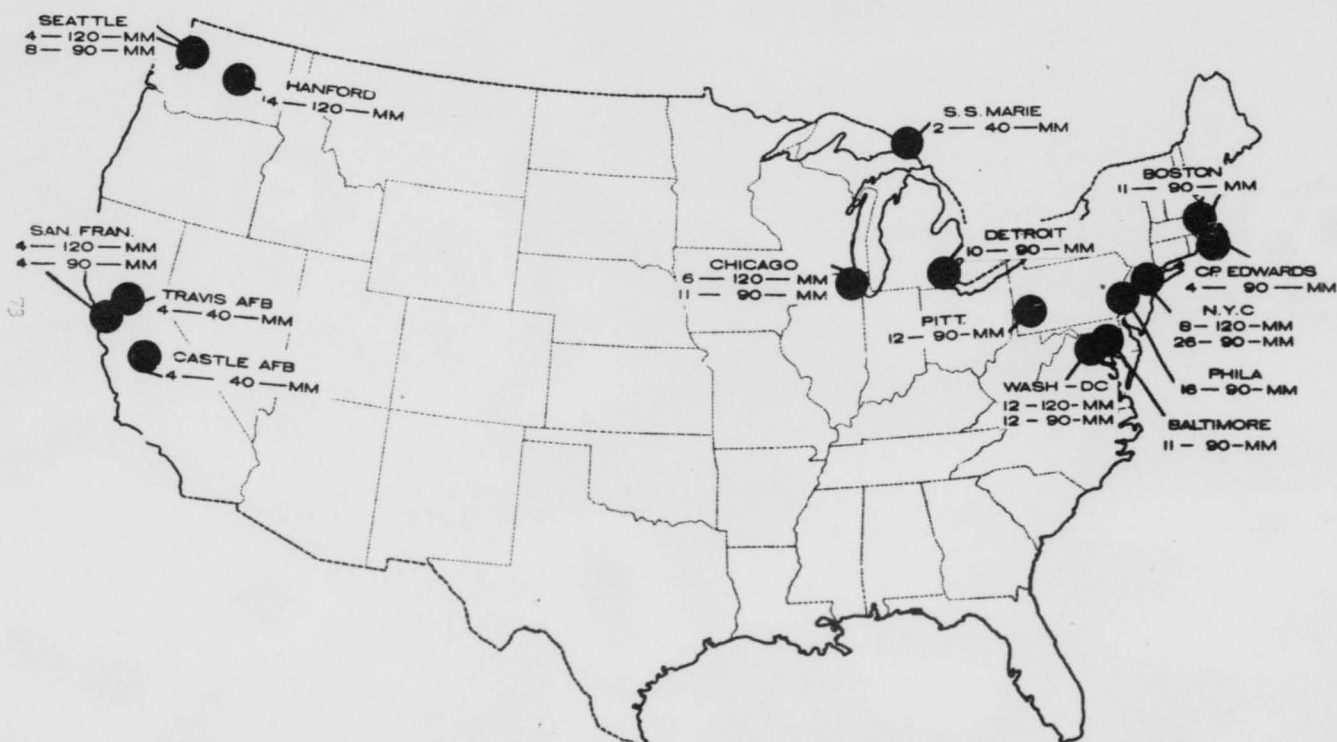 SEATTLE
4 — 120 — MM
8 — 90 — MM
HANFORD
4 — 120 — MM
S.S. MARIE
2 — 40 — MM
BOSTON
11 — 90 — MM
SAN. FRAN.
4 — 120 — MM
4 — 90 — MM
TRAVIS AFB
4 — 40 — MM
CASTLE AFB
4 — 40 — MM
CHICAGO
6 — 120 — MM
11 — 90 — MM
DETROIT
10 — 90 — MM
CP. EDWARDS
4 — 90 — MM
N.Y.C
8 - 120 - MM
26 - 90 - MM
PITT.
12 - 90 - MM
PHILA
16 - 90 - MM
WASH - DC
12 - 120 - MM
12 - 90 - MM
BALTIMORE
11 - 90 - MM
73